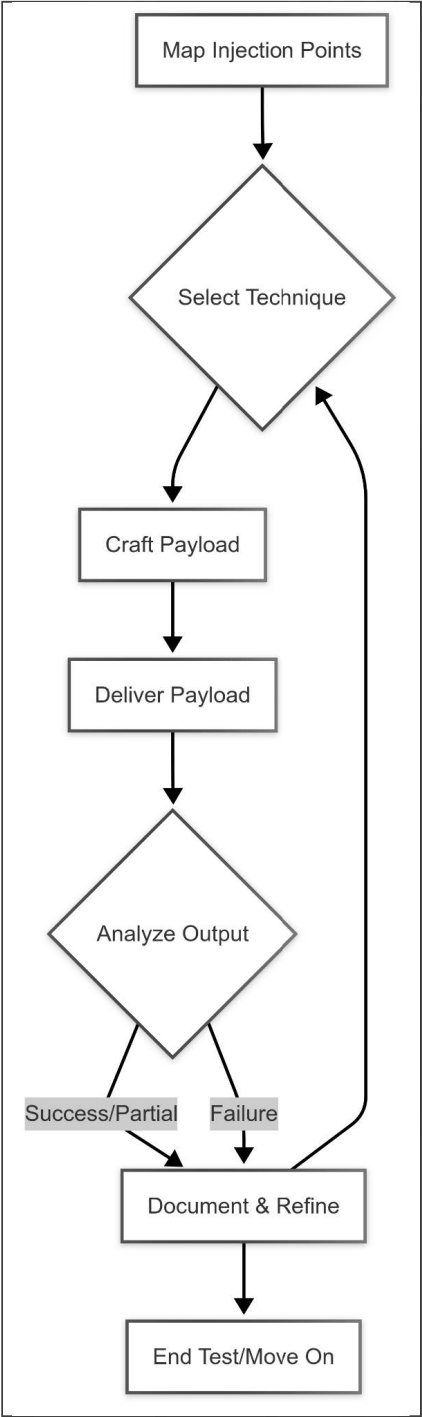 Map Injection Points
Select Technique
Craft Payload
Deliver Payload
Analyze Output
Success/Partial
Failure
Document & Refine
End Test/Move On